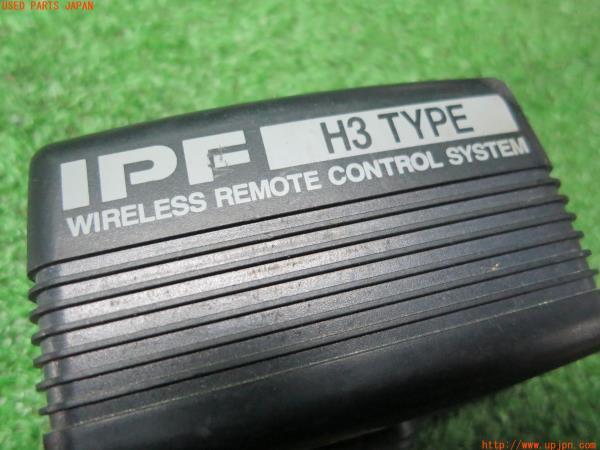 USED PARTS JAPAN
IPF H3 TYPE
WIRELESS REMOTE CONTROL SYSTEM
http://www.upjpn.com/